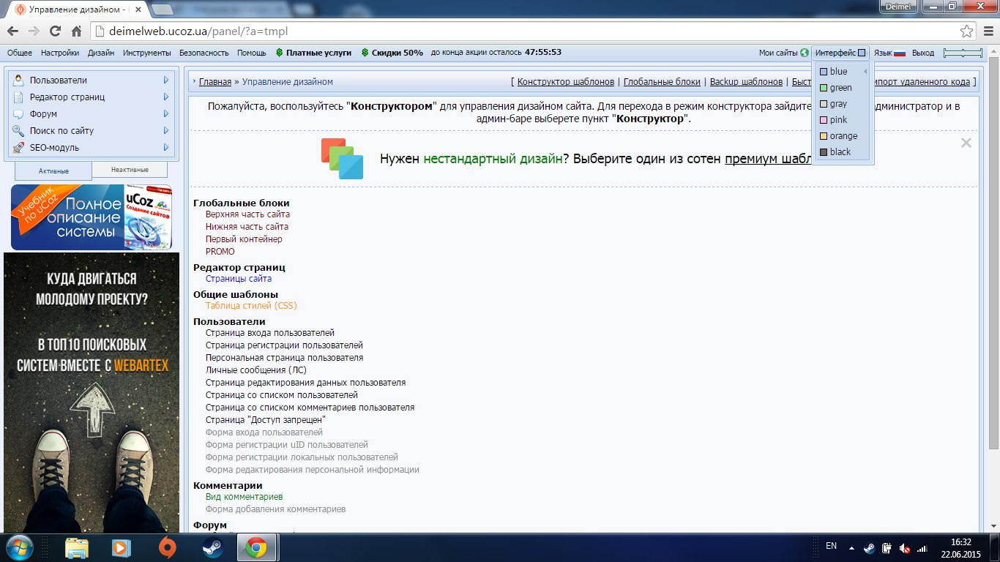 Управление дизайном -
Deimel
deimelweb.ucoz.ua/panel/?a=tmpl
Общее Настройки Дизайн Инструменты Безопасность Помощь Платные услуги Скидки 50% до конца акции осталось 47:55:53 Мои сайты Интерфейс Язык Выход
blue
green
gray
pink
orange
black
Пользователи
Редактор страниц
Форум
Поиск по сайту
SEO-модуль
Активные Неактивные
Учебник
по uCoz
Полное
описание
системы
uCoz
Создание сайтов
КУДА ДВИГАТЬСЯ
МОЛОДОМУ ПРОЕКТУ?
В ТОП10 ПОИСКОВЫХ
СИСТЕМ ВМЕСТЕ С WEBARTEX
Главная » Управление дизайном [ Конструктор шаблонов | Глобальные блоки | Backup шаблонов | Быст порт удаленного кода ]
Пожалуйста, воспользуйтесь "Конструктором" для управления дизайном сайта. Для перехода в режим конструктора зайдите администратор и в
админ-баре выберете пункт "Конструктор".
Нужен нестандартный дизайн? Выберите один из сотен премиум шабл
Глобальные блоки
Верхняя часть сайта
Нижняя часть сайта
Первый контейнер
PROMO
Редактор страниц
Страницы сайта
Общие шаблоны
Таблица стилей (CSS)
Пользователи
Страница входа пользователей
Страница регистрации пользователей
Персональная страница пользователя
Личные сообщения (ЛС)
Страница редактирования данных пользователя
Страница со списком пользователей
Страница со списком комментариев пользователя
Страница "Доступ запрещен"
Форма входа пользователей
Форма регистрации uID пользователей
Форма регистрации локальных пользователей
Форма редактирования персональной информации
Комментарии
Вид комментариев
Форма добавления комментариев
Форум
EN
16:32
22.06.2015